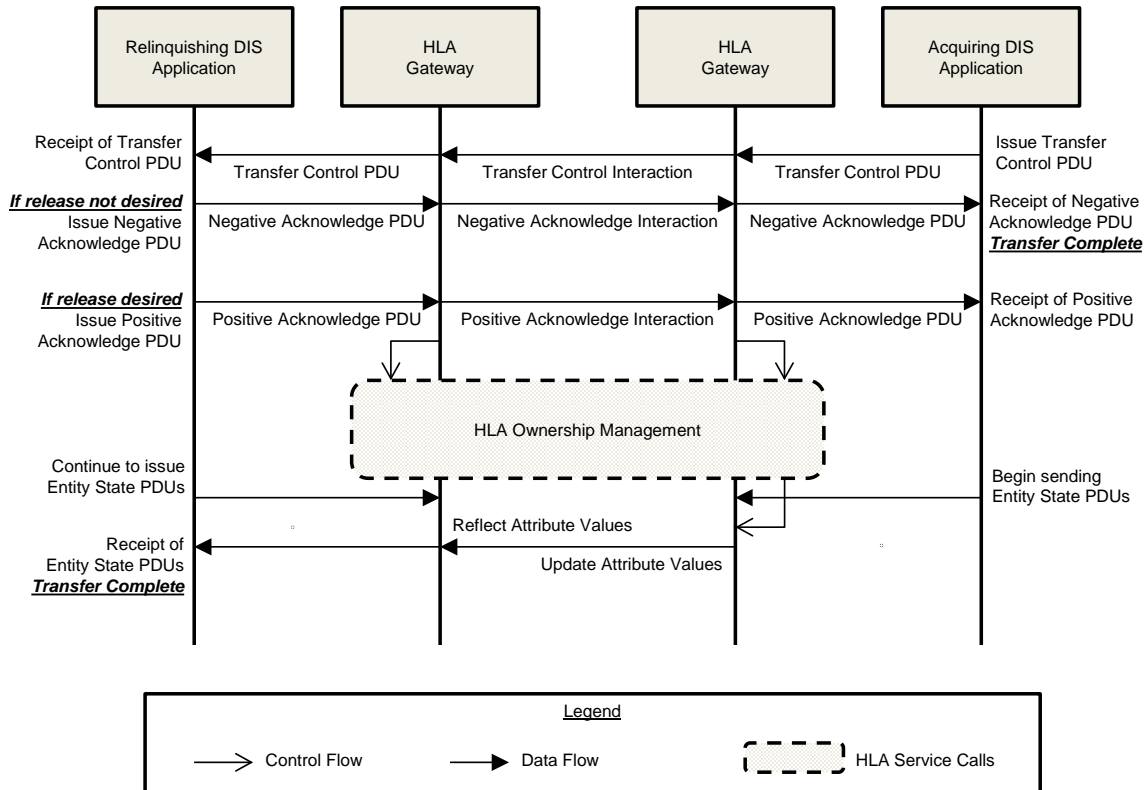 Relinquishing DIS
Application
HLA
Gateway
HLA
Gateway
Acquiring DIS
Application
Receipt of Transfer
Control PDU
Transfer Control PDU
Transfer Control Interaction
Transfer Control PDU
Issue Transfer
Control PDU
If release not desired
Issue Negative
Acknowledge PDU
Negative Acknowledge PDU
Negative Acknowledge Interaction
Negative Acknowledge PDU
Receipt of Negative
Acknowledge PDU
Transfer Complete
If release desired
Issue Positive
Acknowledge PDU
Positive Acknowledge PDU
Positive Acknowledge Interaction
Positive Acknowledge PDU
Receipt of Positive
Acknowledge PDU
HLA Ownership Management
Continue to issue
Entity State PDUs
Begin sending
Entity State PDUs
Reflect Attribute Values
Update Attribute Values
Receipt of
Entity State PDUs
Transfer Complete
Legend
Control Flow
Data Flow
HLA Service Calls